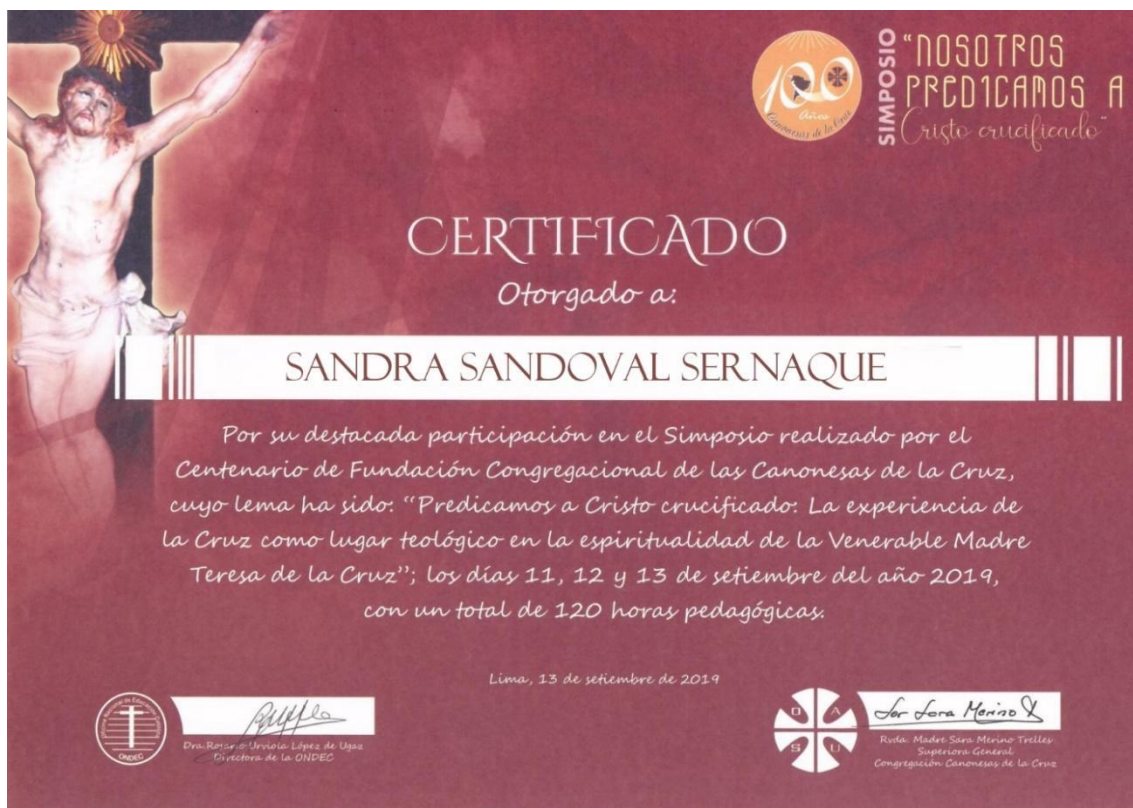 120
Años
Canonesas de la Cruz
SIMPOSIO
"NOSOTROS
PREDICAMOS A
Cristo crucificado"
CERTIFICADO
Otorgado a:
SANDRA SANDOVAL SERNAQUE
Por su destacada participación en el Simposio realizado por el
Centenario de Fundación Congregacional de las Canonesas de la Cruz,
cuyo lema ha sido: "Predicamos a Cristo crucificado: La experiencia de
la Cruz como lugar teológico en la espiritualidad de la Venerable Madre
Teresa de la Cruz"; los días 11, 12 y 13 de setiembre del año 2019,
con un total de 120 horas pedagógicas.
Lima, 13 de setiembre de 2019
ONDEC
Dra. Rosario Urviola López de Ugaz
Directora de la ONDEC
O A
S U
Sor Sara Merino
Rvda. Madre Sara Merino Trelles
Superiora General
Congregación Canonesas de la Cruz